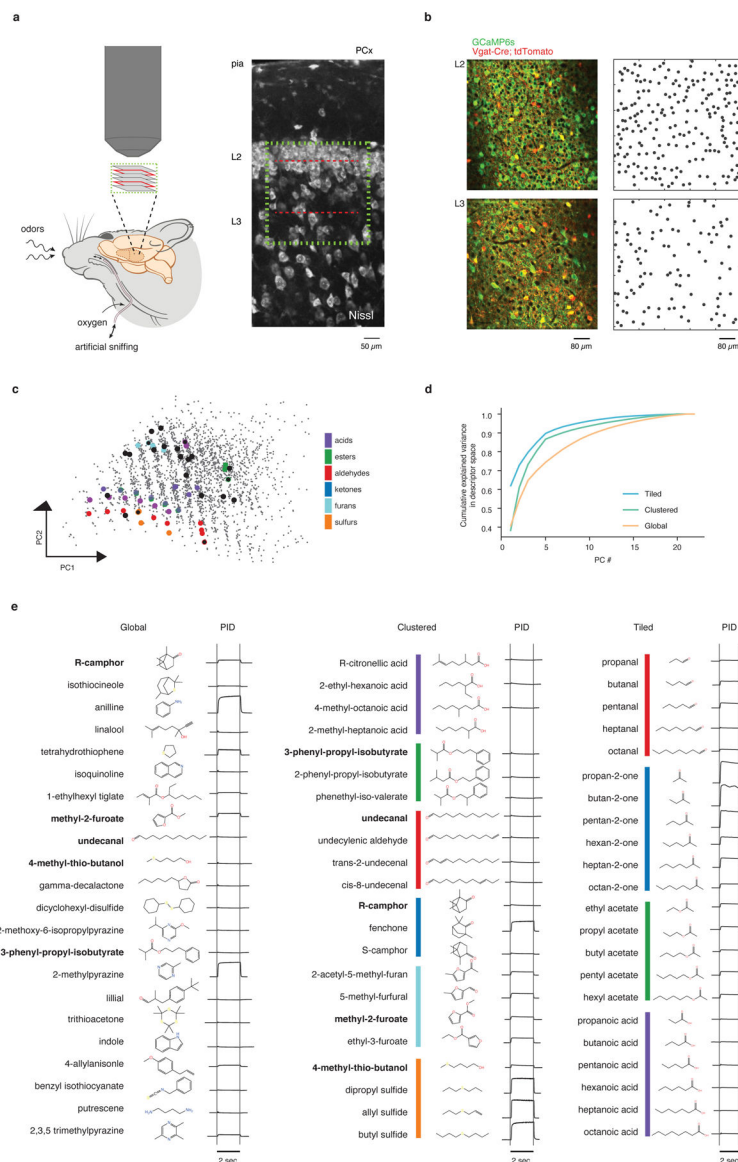 a
PCx
pia
L2
L3
Nissl
50 µm
odors
oxygen
artificial sniffing
b
GCaMP6s
Vgat-Cre; tdTomato
L2
L3
80 µm
80 µm
c
PC2
PC1
acids
esters
aldehydes
ketones
furans
sulfurs
d
Cumulative explained variance
in descriptor space
1.0
0.9
0.8
0.7
0.6
0.5
0.4
Tiled
Clustered
Global
0
5
10
15
20
PC #
e
Global
PID
R-camphor
isothiocineole
anilline
linalool
tetrahydrothiophene
isoquinoline
1-ethylhexyl tiglate
methyl-2-furoate
undecanal
4-methyl-thio-butanol
gamma-decalactone
dicyclohexyl-disulfide
2-methoxy-6-isopropylpyrazine
3-phenyl-propyl-isobutyrate
2-methylpyrazine
lillial
trithioacetone
indole
4-allylanisonle
benzyl isothiocyanate
putrescene
2,3,5 trimethylpyrazine
2 sec
Clustered
PID
R-citronellic acid
2-ethyl-hexanoic acid
4-methyl-octanoic acid
2-methyl-heptanoic acid
3-phenyl-propyl-isobutyrate
2-phenyl-propyl-isobutyrate
phenethyl-iso-valerate
undecanal
undecylenic aldehyde
trans-2-undecenal
cis-8-undecenal
R-camphor
fenchone
S-camphor
2-acetyl-5-methyl-furan
5-methyl-furfural
methyl-2-furoate
ethyl-3-furoate
4-methyl-thio-butanol
dipropyl sulfide
allyl sulfide
butyl sulfide
2 sec
Tiled
PID
propanal
butanal
pentanal
heptanal
octanal
propan-2-one
butan-2-one
pentan-2-one
hexan-2-one
heptan-2-one
octan-2-one
ethyl acetate
propyl acetate
butyl acetate
pentyl acetate
hexyl acetate
propanoic acid
butanoic acid
pentanoic acid
hexanoic acid
heptanoic acid
octanoic acid
2 sec